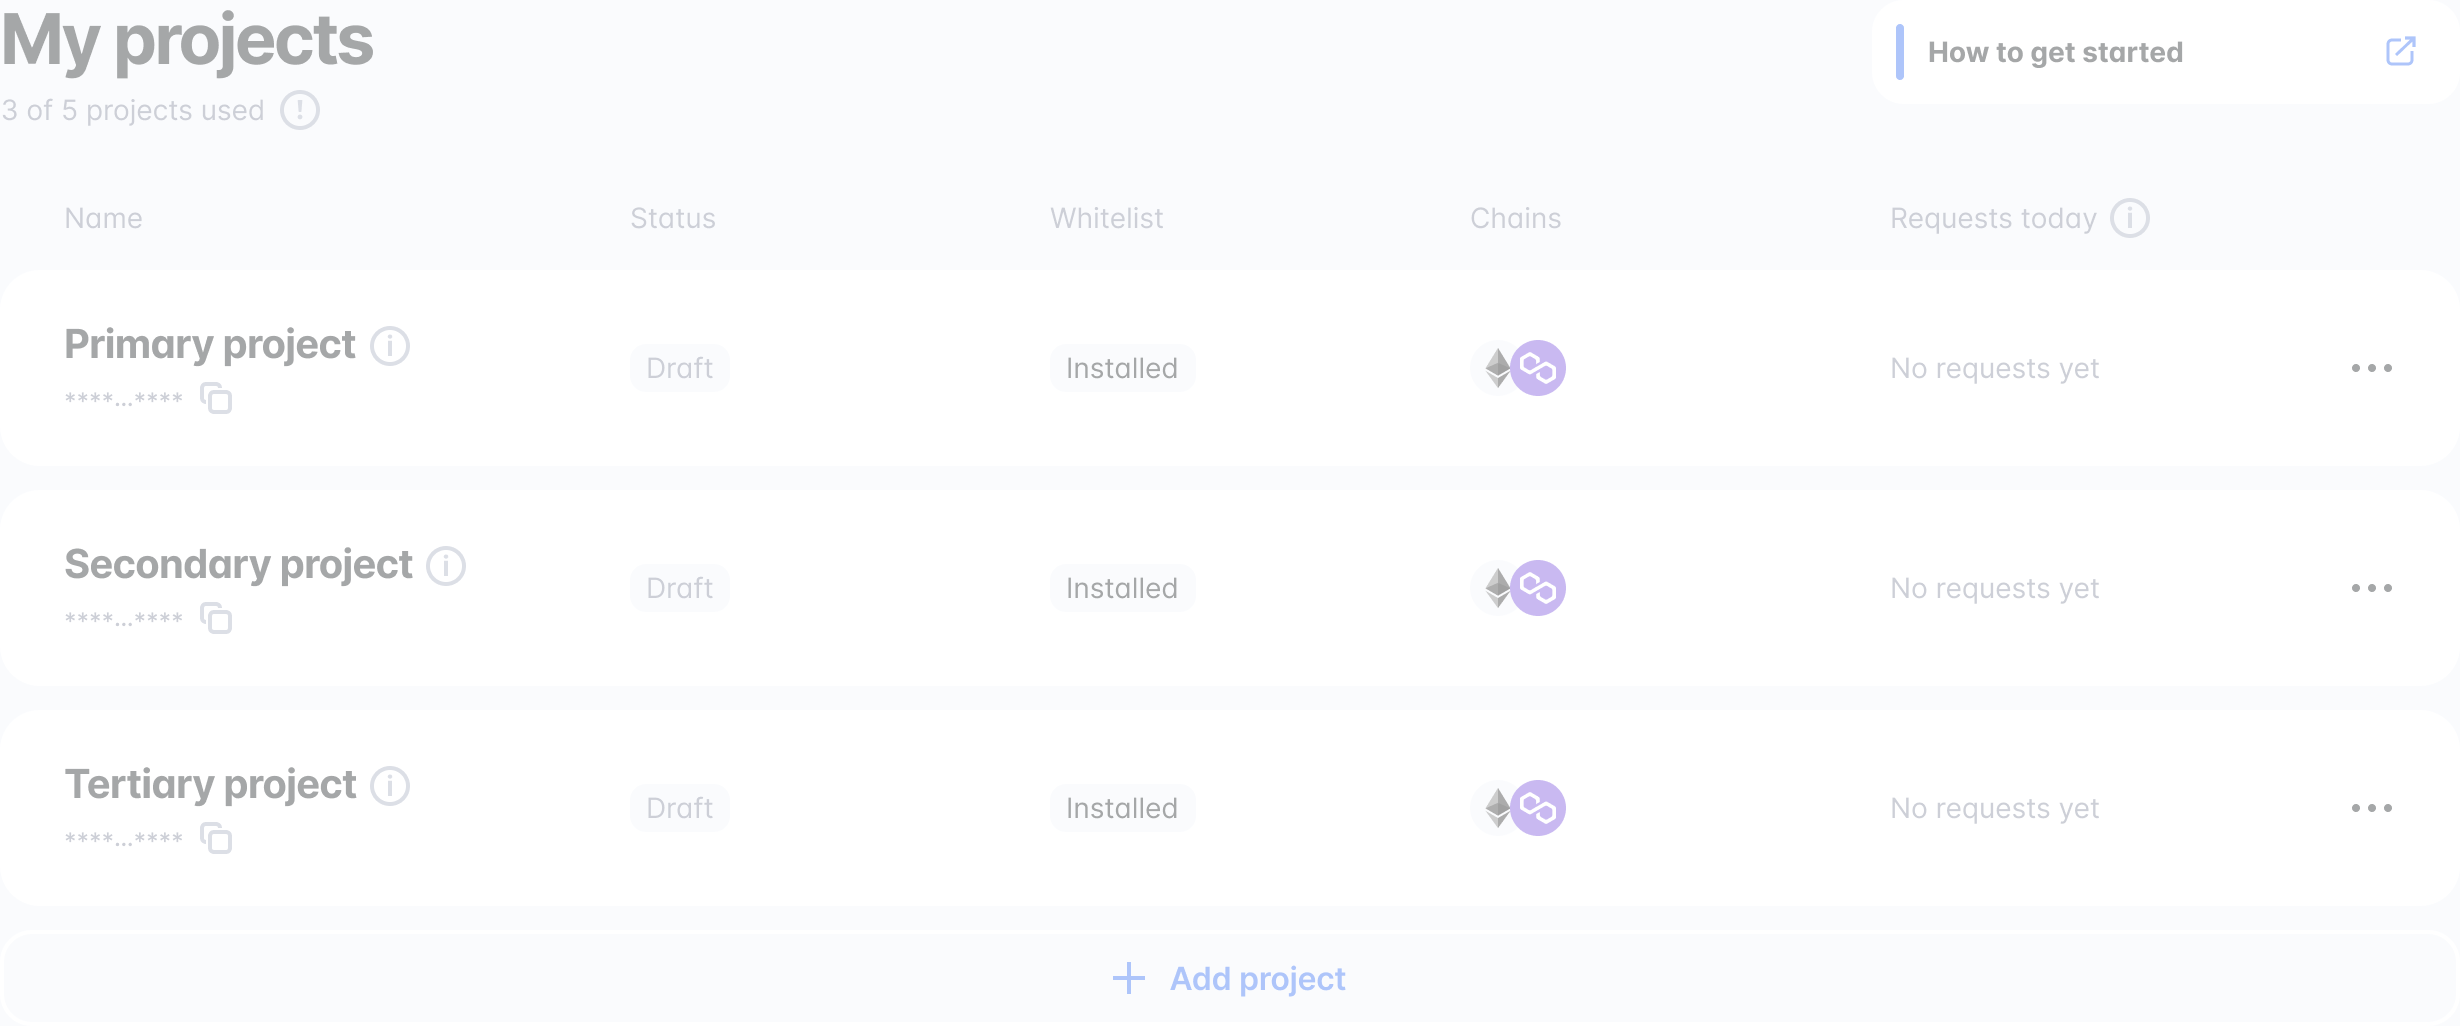 My projects
How to get started
3 of 5 projects used
Name Status Whitelist Chains Requests today
Primary project
****...****
Draft Installed No requests yet
Secondary project
****...****
Draft Installed No requests yet
Tertiary project
****...****
Draft Installed No requests yet
Add project